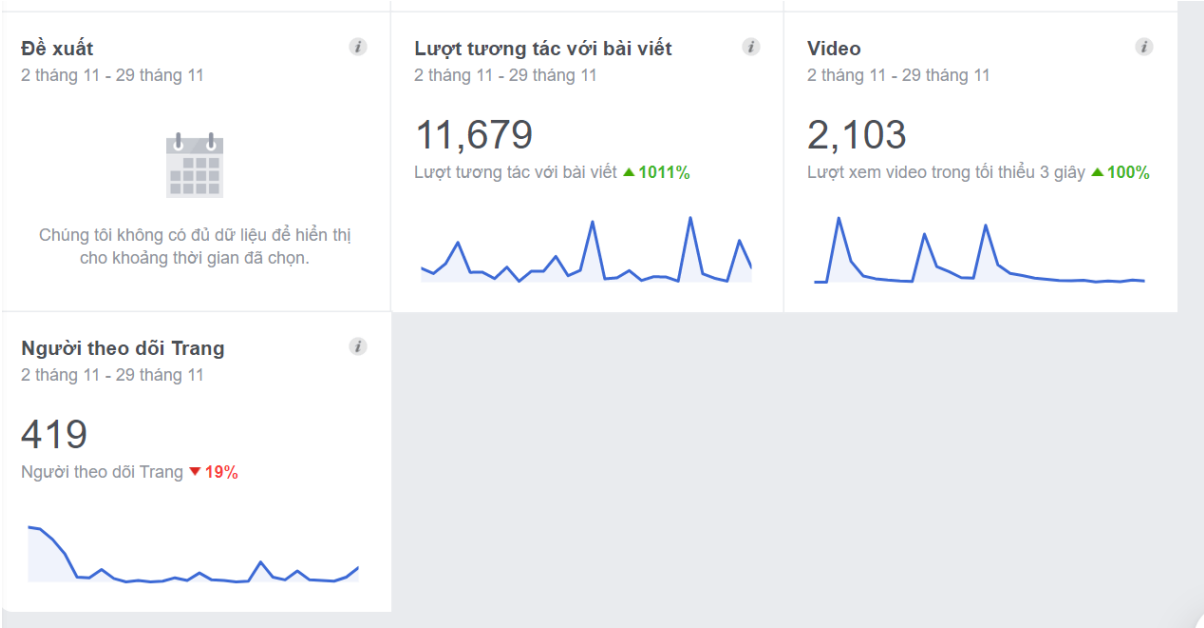 Đề xuất
2 tháng 11 - 29 tháng 11
Chúng tôi không có đủ dữ liệu để hiển thị
cho khoảng thời gian đã chọn.
Lượt tương tác với bài viết
2 tháng 11 - 29 tháng 11
11,679
Lượt tương tác với bài viết ▲ 1011%
Video
2 tháng 11 - 29 tháng 11
2,103
Lượt xem video trong tối thiểu 3 giây ▲ 100%
Người theo dõi Trang
2 tháng 11 - 29 tháng 11
419
Người theo dõi Trang ▼ 19%